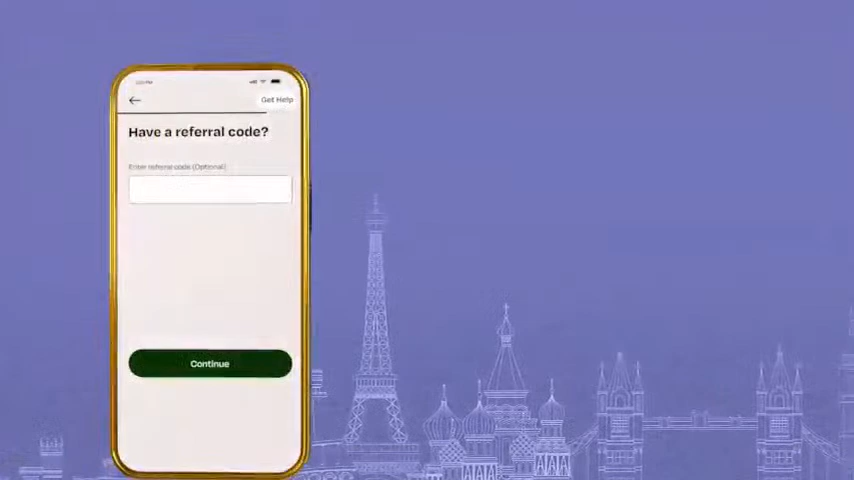 Get Help
Have a referral code?
Enter referral code (Optional)
Continue